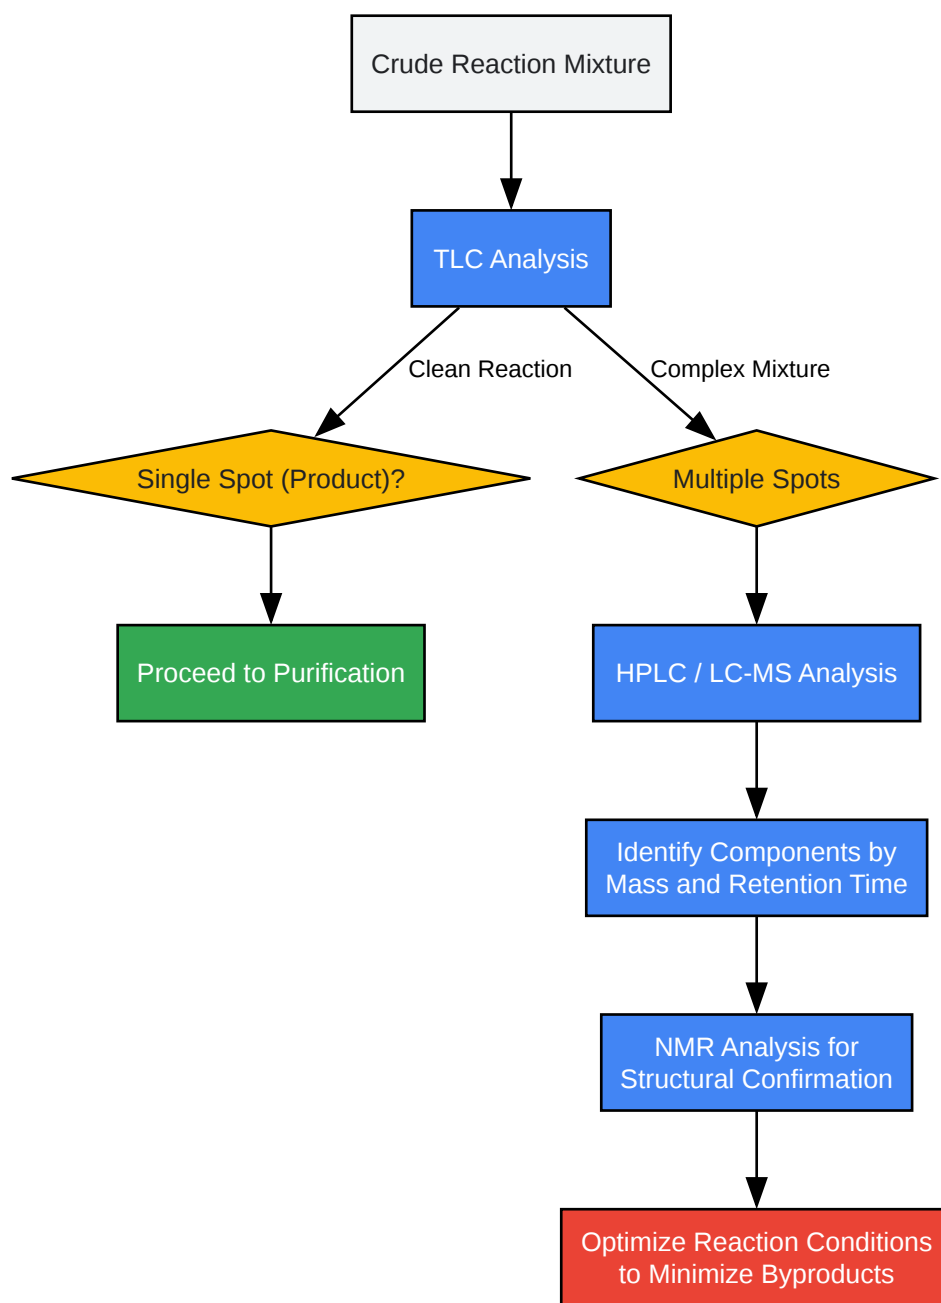 Crude Reaction Mixture
TLC Analysis
Clean Reaction
Complex Mixture
Single Spot (Product)?
Multiple Spots
Proceed to Purification
HPLC / LC-MS Analysis
Identify Components by
Mass and Retention Time
NMR Analysis for
Structural Confirmation
Optimize Reaction Conditions
to Minimize Byproducts